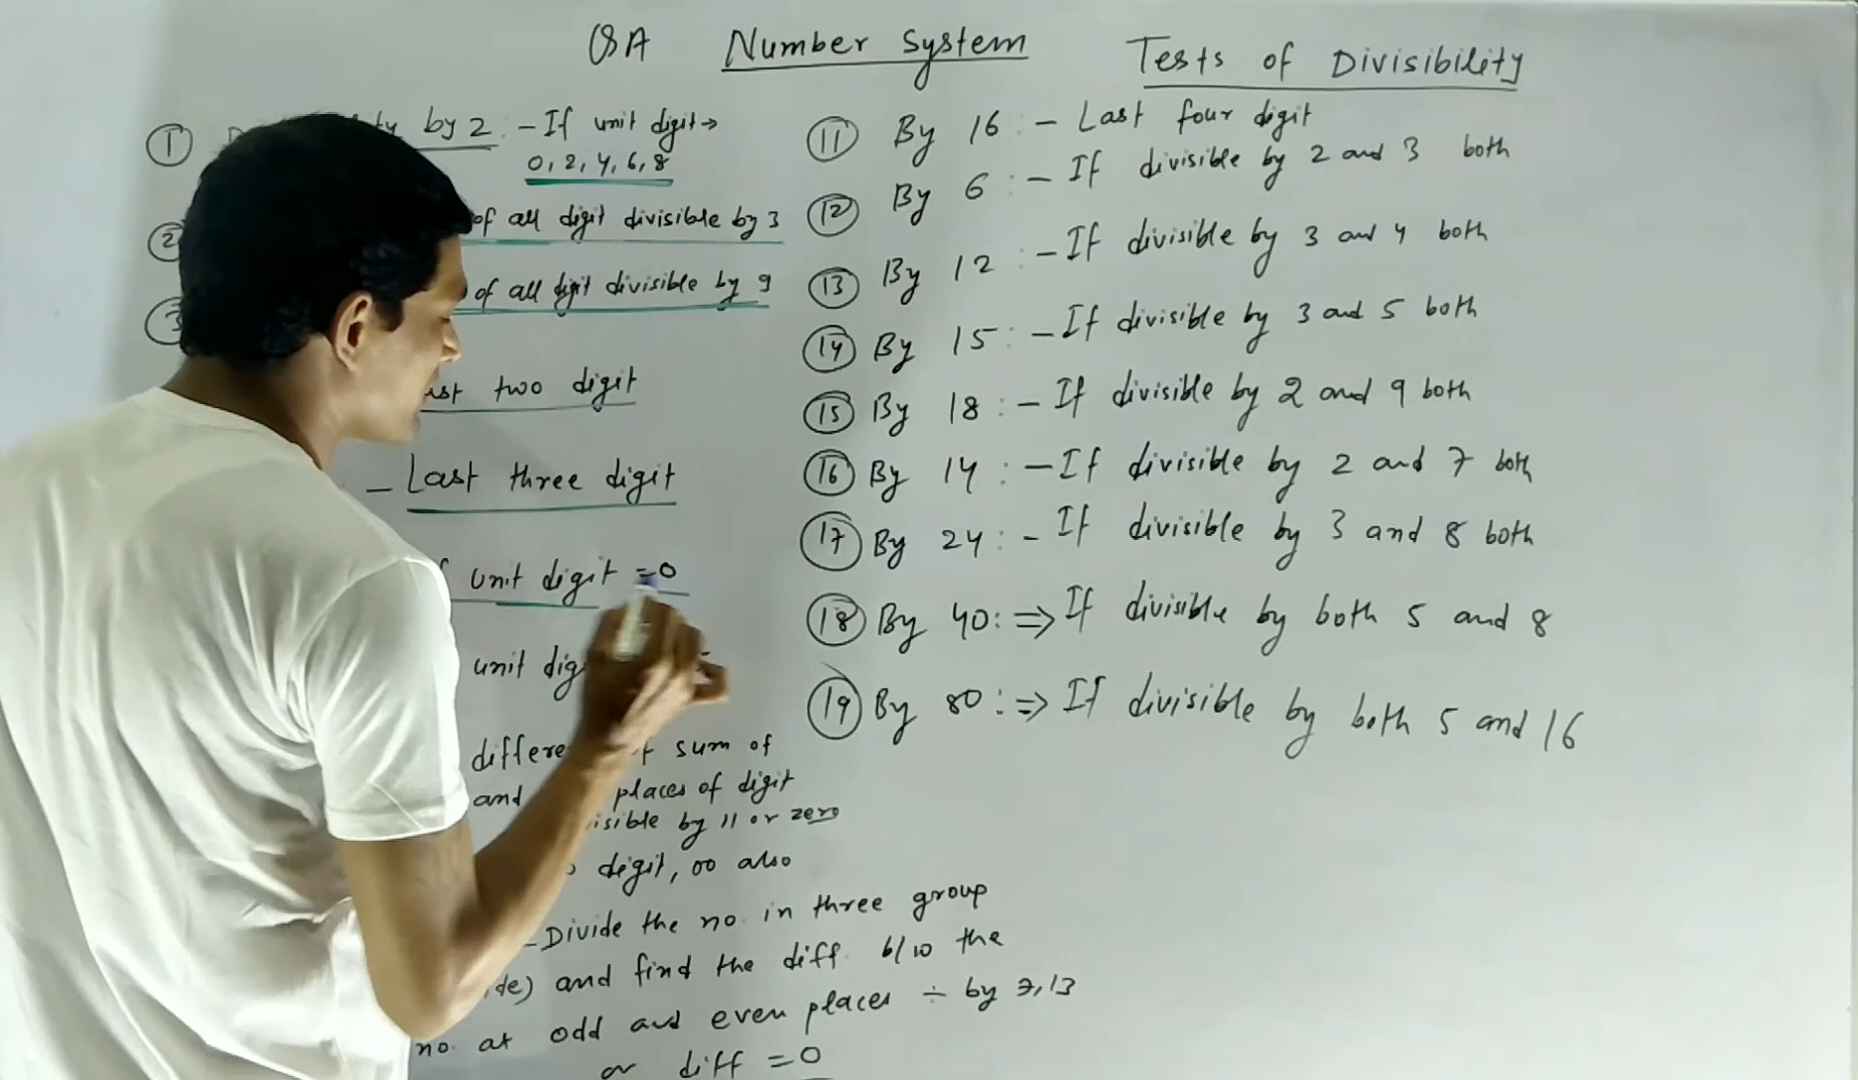 QA Number System Tests of Divisibility
① by 2 :- If unit digit→
0, 2, 4, 6, 8
② of all digit divisible by 3
③ of all digit divisible by 9
two digit
- Last three digit
unit digit =0
unit
sum of
and places of digit
by 11 or zero
digit, 00 also
- Divide the no. in three group
and find the diff. b/w the
no. at odd and even places ÷ by 7, 13
or diff =0
⑪ By 16 :- Last four digit
⑫ By 6 :- If divisible by 2 and 3 both
⑬ By 12 :- If divisible by 3 and 4 both
⑭ By 15 :- If divisible by 3 and 5 both
⑮ By 18 :- If divisible by 2 and 9 both
⑯ By 14 :- If divisible by 2 and 7 both
⑰ By 24 :- If divisible by 3 and 8 both
⑱ By 40 :⇒ If divisible by both 5 and 8
⑲ By 80 :⇒ If divisible by both 5 and 16